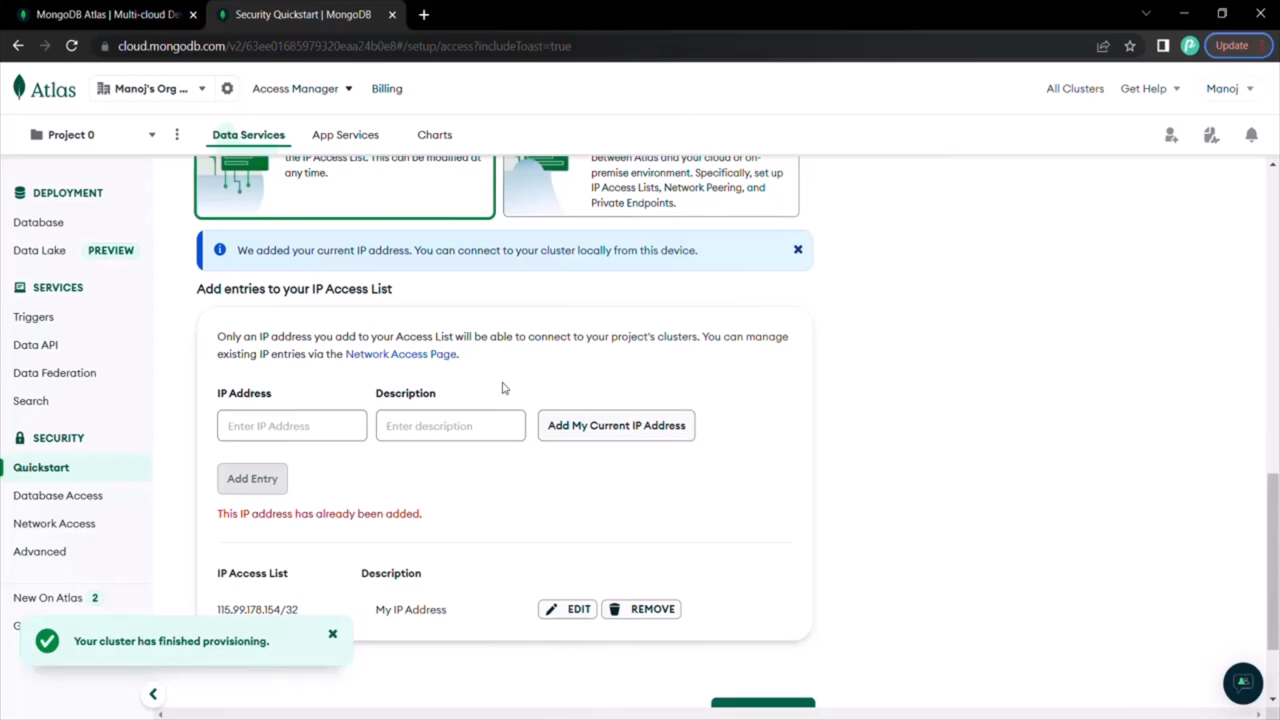 MongoDB Atlas | Multi-cloud De
Security Quickstart | MongoDB
cloud.mongodb.com/v2/63ee01685979320eaa24b0e8#/setup/access?includeToast=true
Update
Atlas
Manoj's Org ...
Access Manager
Billing
All Clusters
Get Help
Manoj
Project 0
Data Services
App Services
Charts
DEPLOYMENT
Database
Data Lake PREVIEW
SERVICES
Triggers
Data API
Data Federation
Search
SECURITY
Quickstart
Database Access
Network Access
Advanced
New On Atlas 2
the IP Access List. This can be modified at
any time.
between Atlas and your cloud or on-
premise environment. Specifically, set up
IP Access Lists, Network Peering, and
Private Endpoints.
We added your current IP address. You can connect to your cluster locally from this device.
Add entries to your IP Access List
Only an IP address you add to your Access List will be able to connect to your project's clusters. You can manage
existing IP entries via the Network Access Page.
IP Address Description
Enter IP Address Enter description Add My Current IP Address
Add Entry
This IP address has already been added.
IP Access List Description
115.99.178.154/32 My IP Address EDIT REMOVE
Your cluster has finished provisioning.